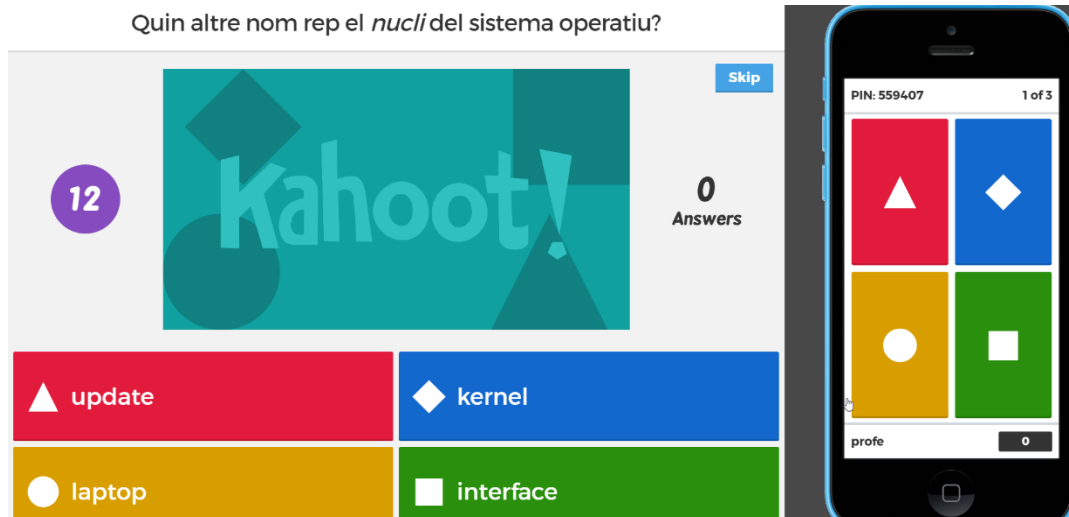 Quin altre nom rep el nucli del sistema operatiu?
Skip
12
Kahoot!
0
Answers
update
kernel
laptop
interface
PIN: 559407
1 of 3
profe
0